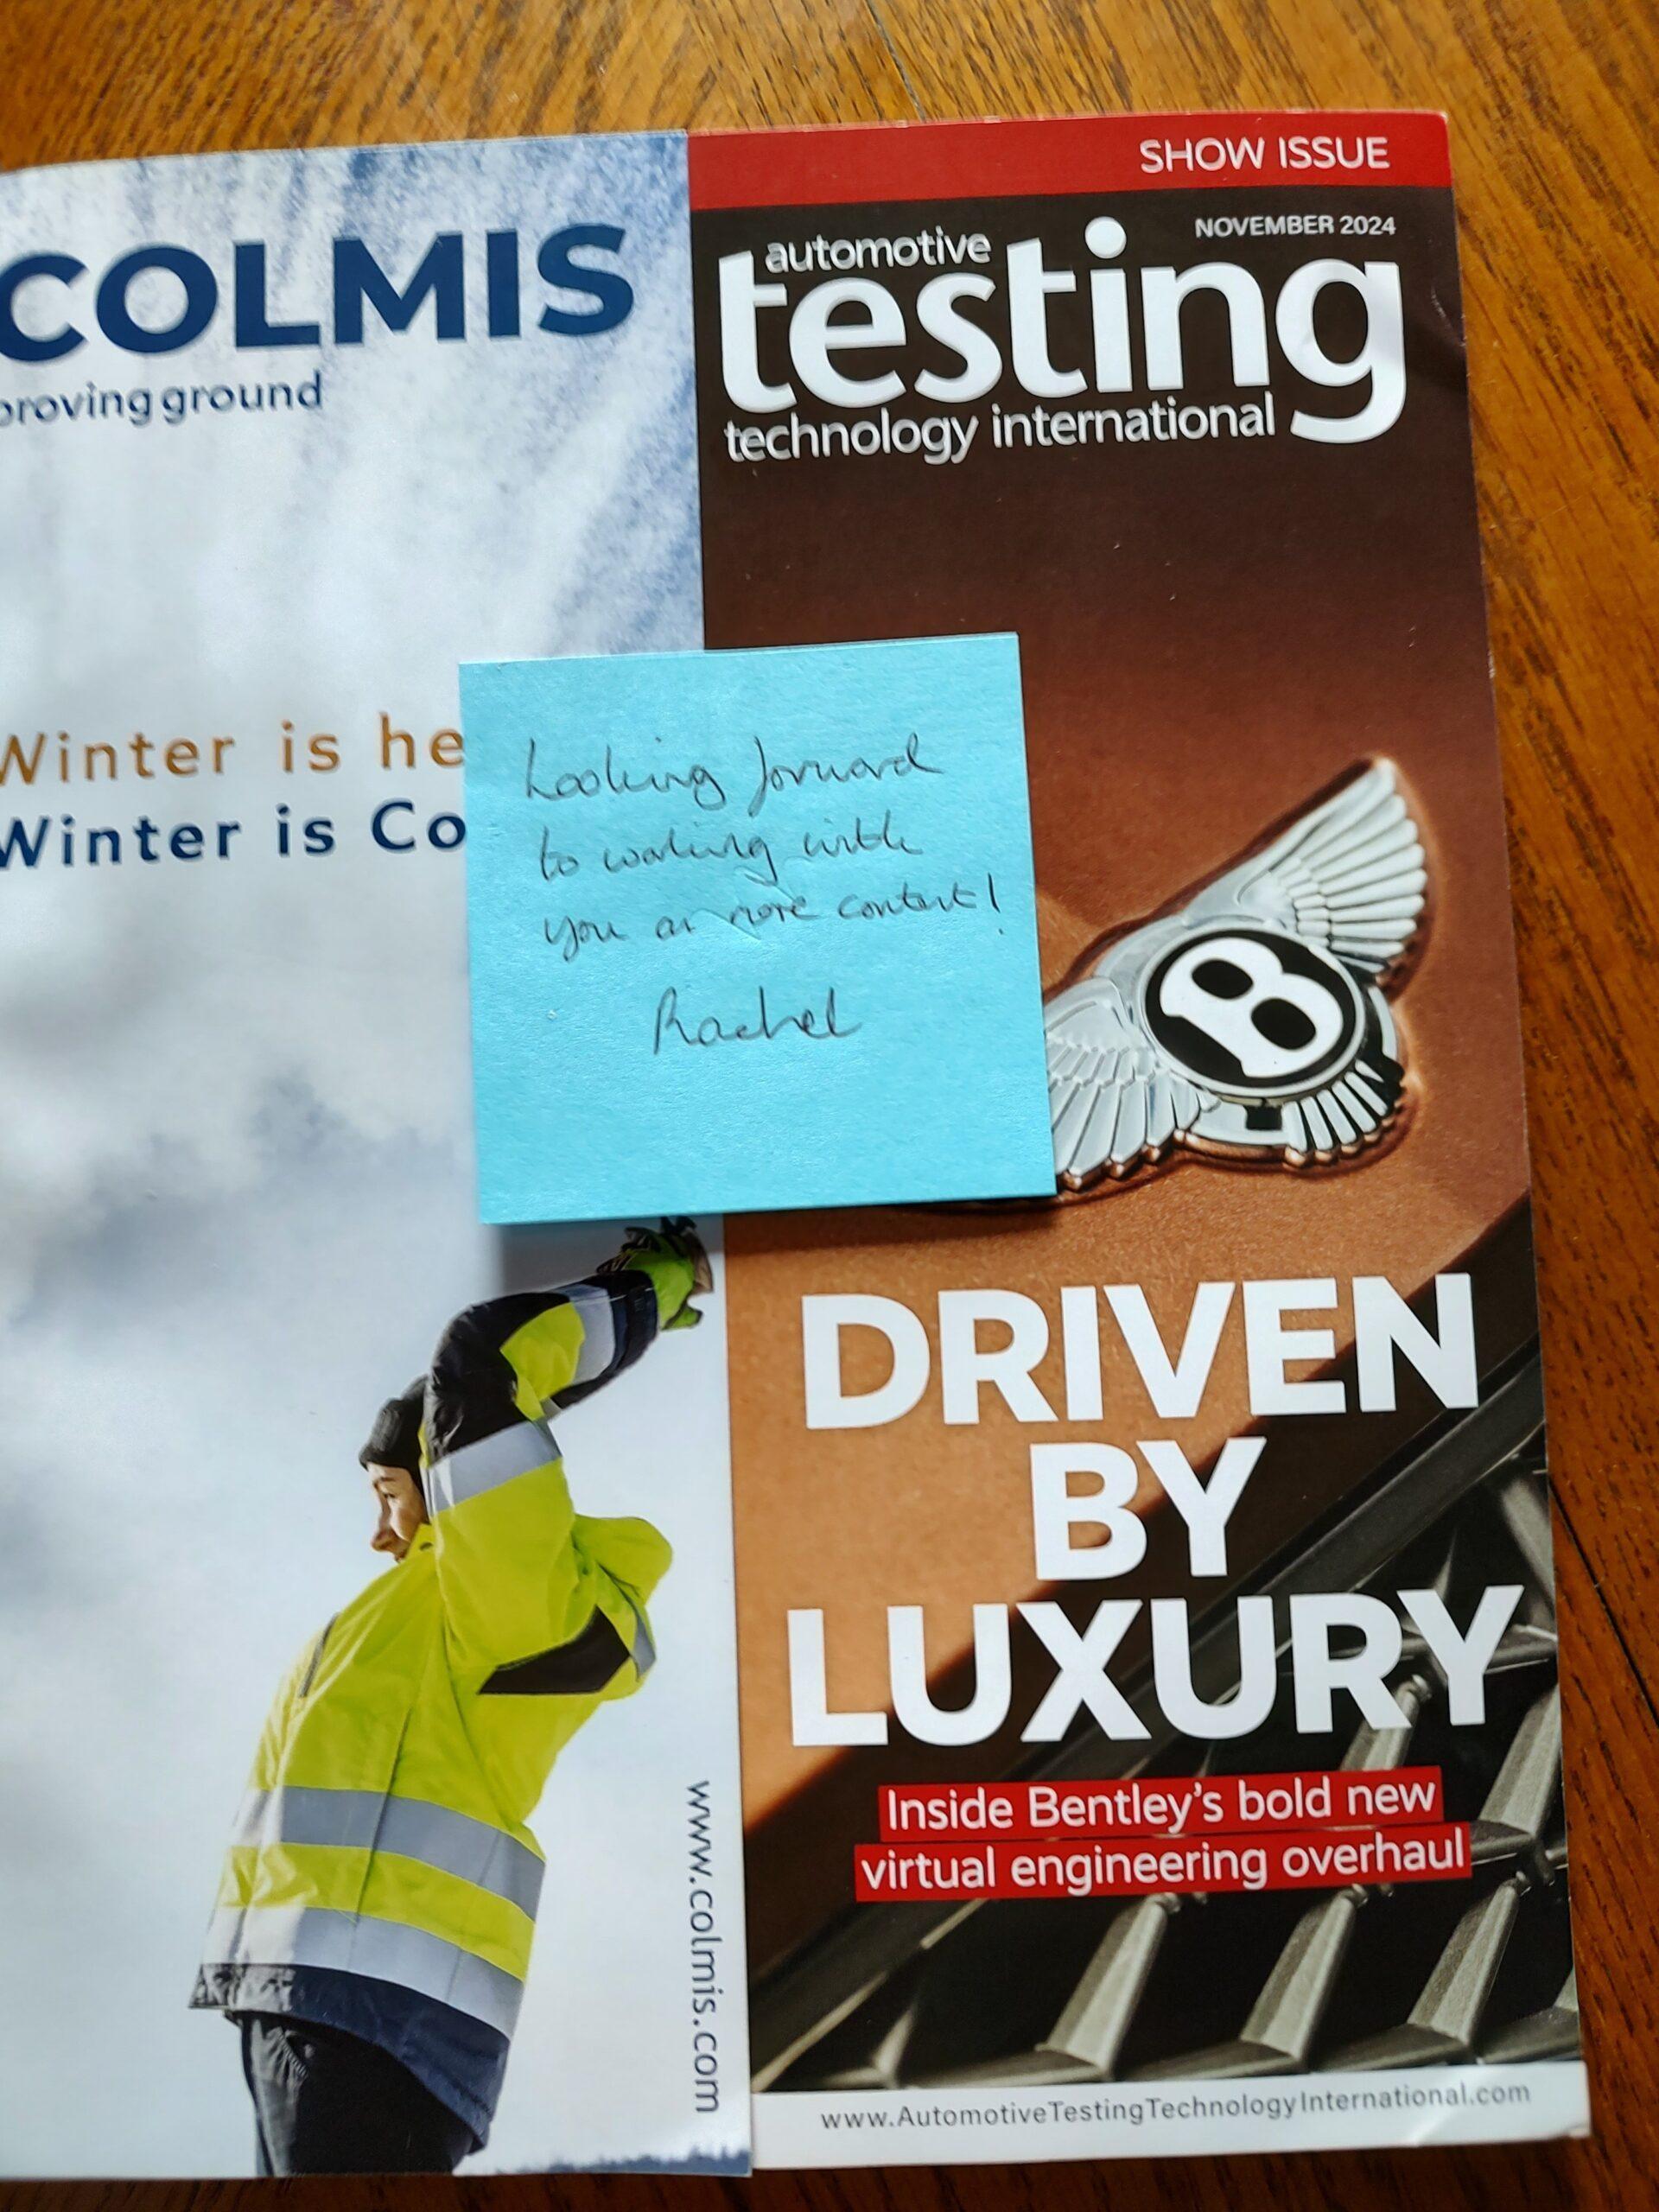 COLMIS
proving ground
Winter is he
Winter is Co
www.colmis.com
Looking forward
to working with
you on more content!
Rachel
SHOW ISSUE
NOVEMBER 2024
automotive
testing
technology international
B
DRIVEN
BY
LUXURY
Inside Bentley's bold new
virtual engineering overhaul
www.AutomotiveTestingTechnologyInternational.com